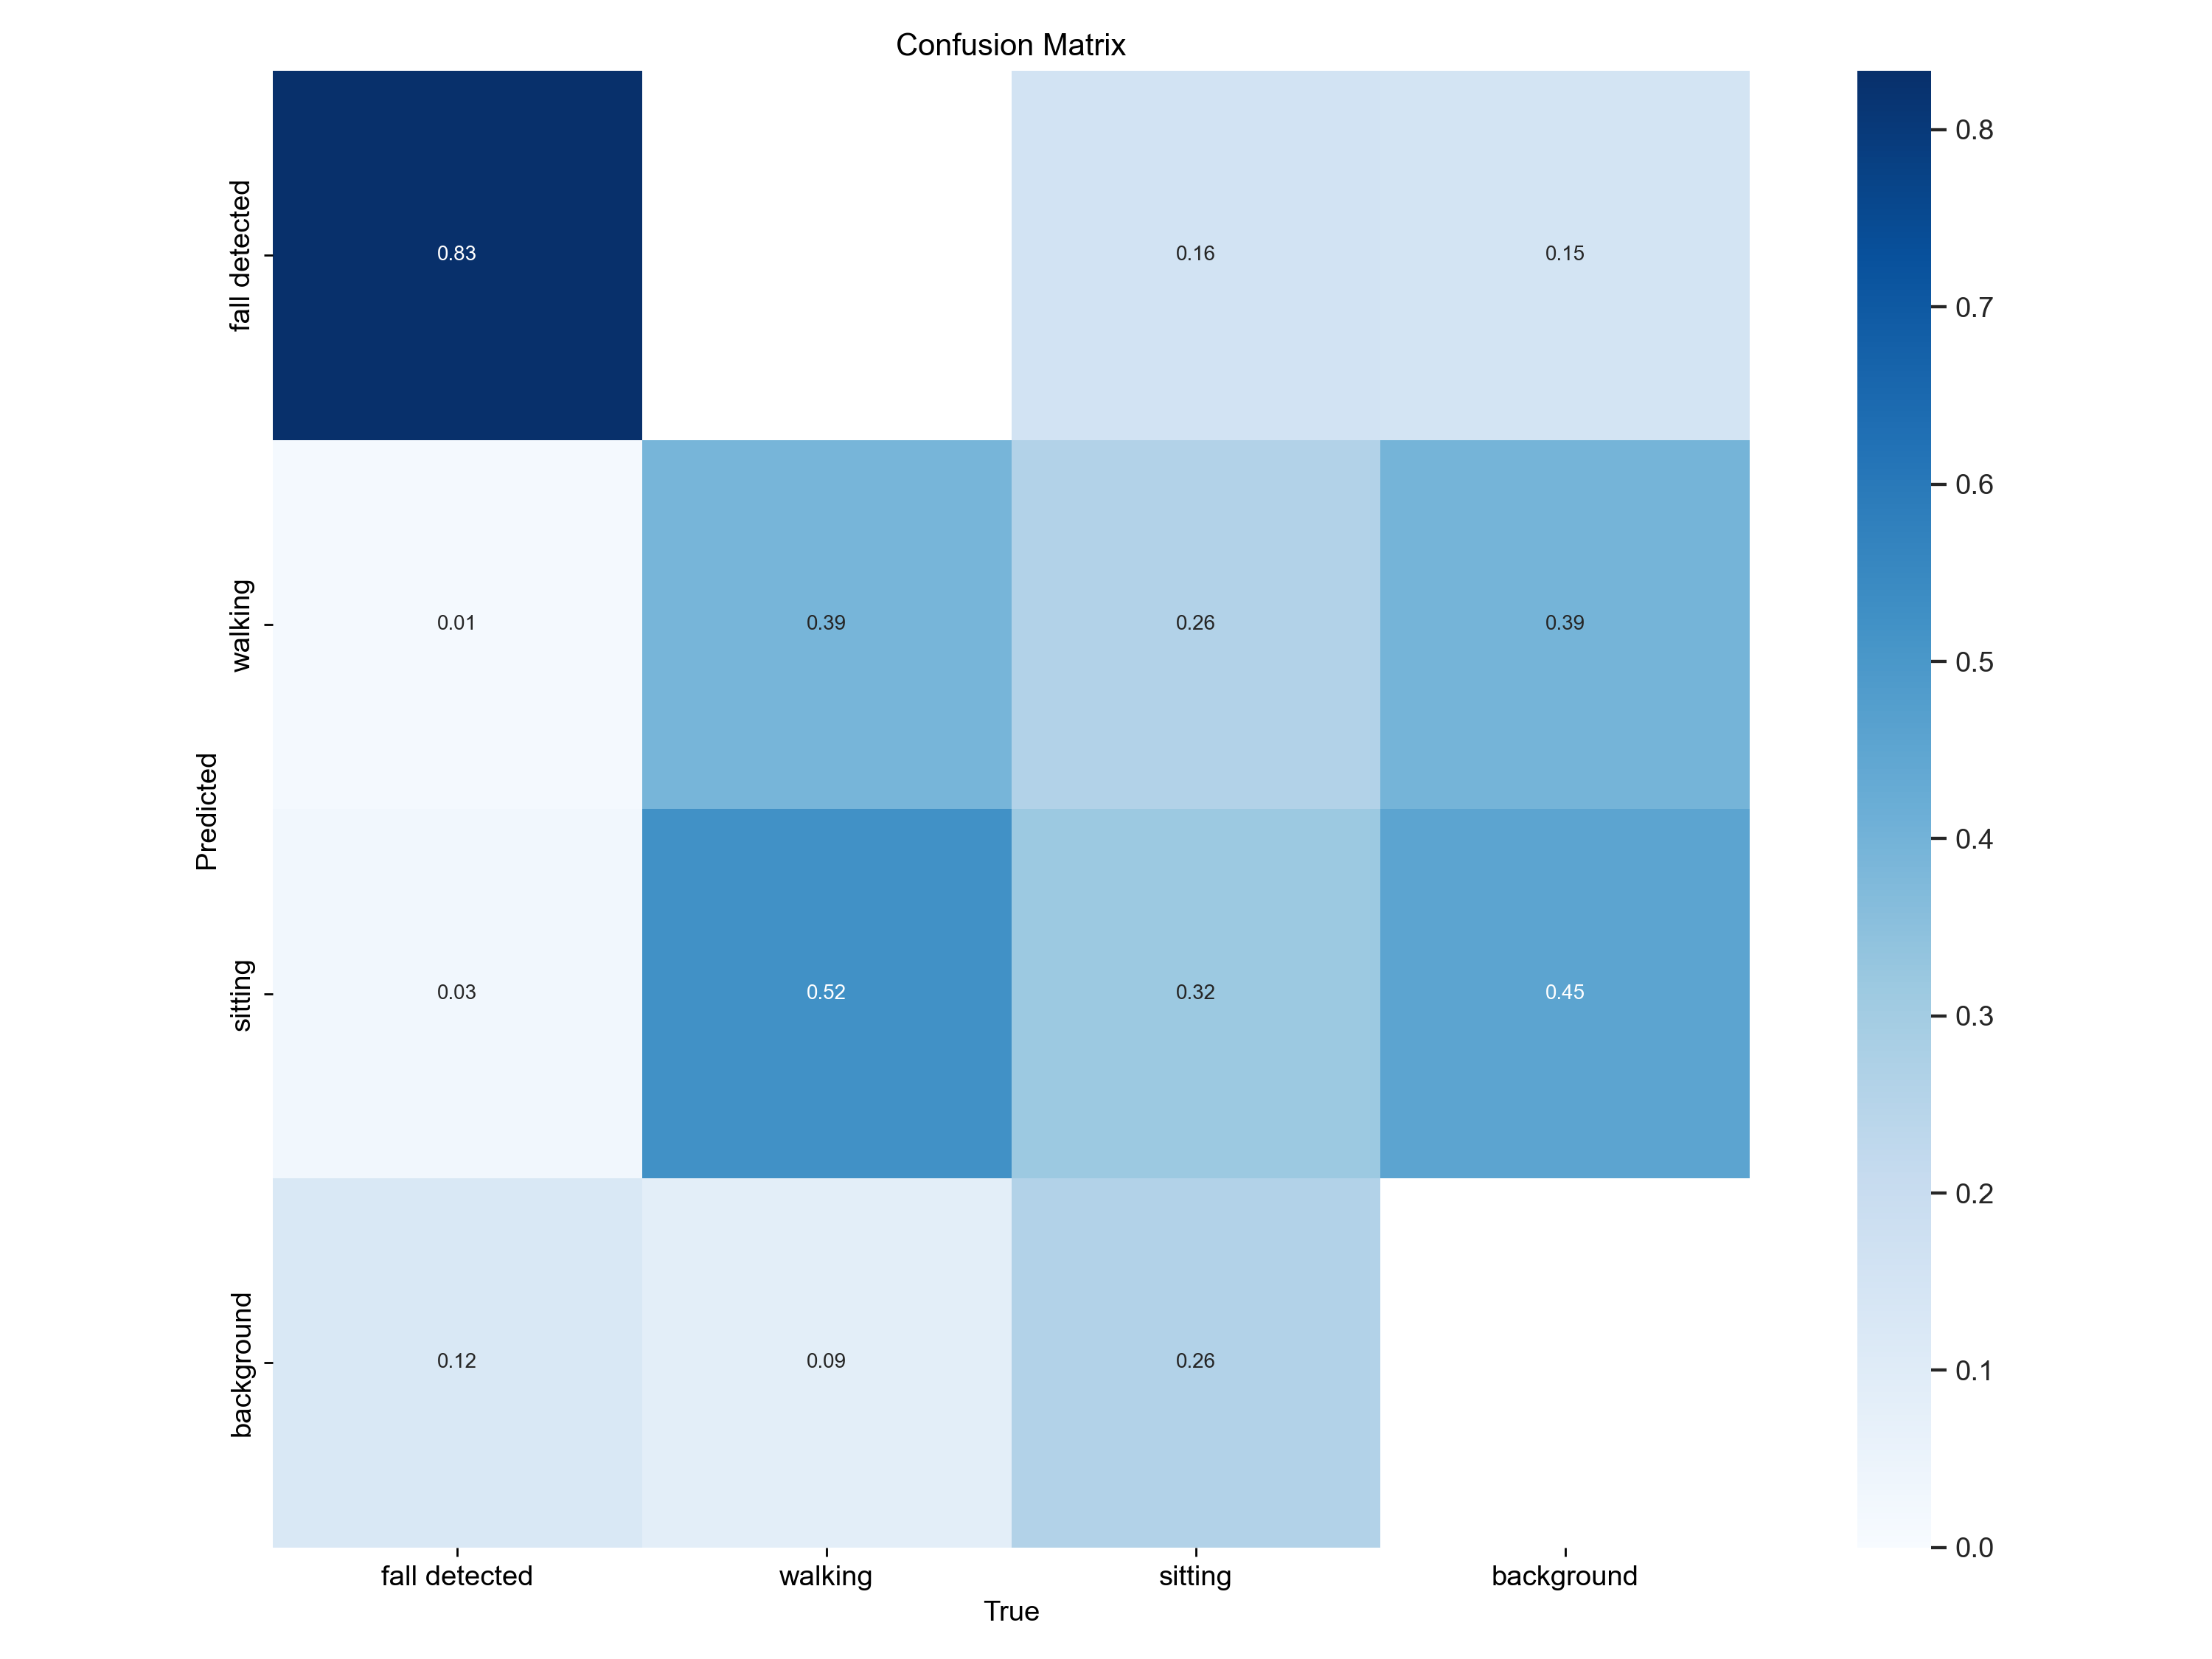 Confusion Matrix
fall detected
0.83
0.16
0.15
walking
0.01
0.39
0.26
0.39
sitting
0.03
0.52
0.32
0.45
background
0.12
0.09
0.26
Predicted
fall detected
walking
sitting
background
True
0.8
0.7
0.6
0.5
0.4
0.3
0.2
0.1
0.0